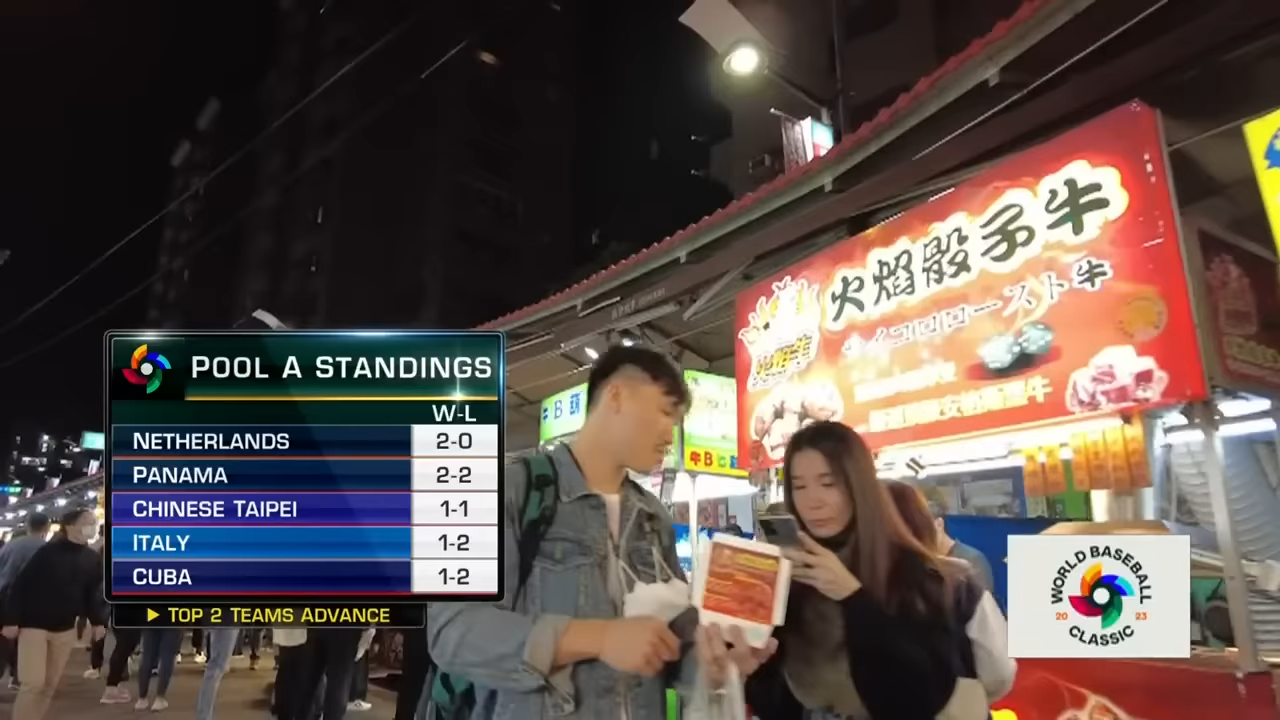 POOL A STANDINGS
W-L
NETHERLANDS 2-0
PANAMA 2-2
CHINESE TAIPEI 1-1
ITALY 1-2
CUBA 1-2
TOP 2 TEAMS ADVANCE
火焰骰子牛
サイコロロースト牛
牛B
WORLD BASEBALL
20 23
CLASSIC